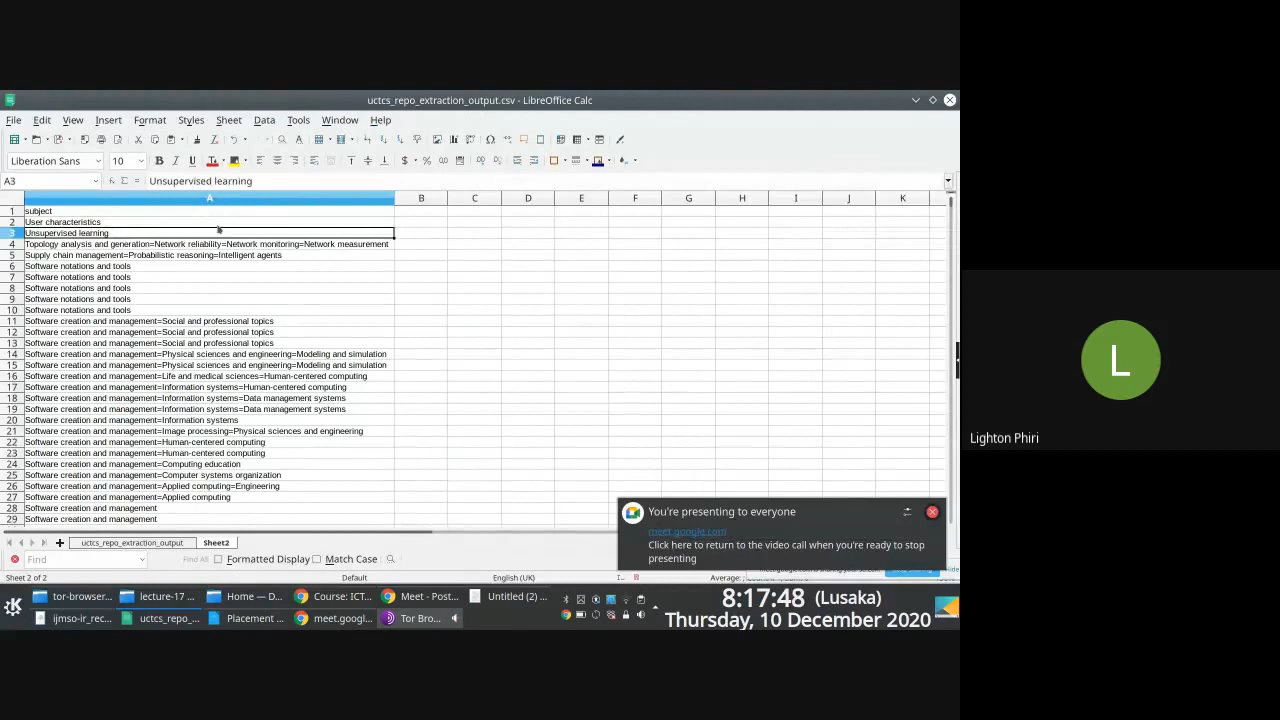 uctcs_repo_extraction_output.csv - LibreOffice Calc
File Edit View Insert Format Styles Sheet Data Tools Window Help
Liberation Sans 10
A3 Unsupervised learning
A B C D E F G H I J K
1 subject
2 User characteristics
3 Unsupervised learning
4 Topology analysis and generation=Network reliability=Network monitoring=Network measurement
5 Supply chain management=Probabilistic reasoning=Intelligent agents
6 Software notations and tools
7 Software notations and tools
8 Software notations and tools
9 Software notations and tools
10 Software notations and tools
11 Software creation and management=Social and professional topics
12 Software creation and management=Social and professional topics
13 Software creation and management=Social and professional topics
14 Software creation and management=Physical sciences and engineering=Modeling and simulation
15 Software creation and management=Physical sciences and engineering=Modeling and simulation
16 Software creation and management=Life and medical sciences=Human-centered computing
17 Software creation and management=Information systems=Human-centered computing
18 Software creation and management=Information systems=Data management systems
19 Software creation and management=Information systems=Data management systems
20 Software creation and management=Information systems
21 Software creation and management=Image processing=Physical sciences and engineering
22 Software creation and management=Human-centered computing
23 Software creation and management=Human-centered computing
24 Software creation and management=Computing education
25 Software creation and management=Computer systems organization
26 Software creation and management=Applied computing=Engineering
27 Software creation and management=Applied computing
28 Software creation and management
29 Software creation and management
You're presenting to everyone
meet.google.com
Click here to return to the video call when you're ready to stop
presenting
uctcs_repo_extraction_output Sheet2
Find Find All Formatted Display Match Case
Sheet 2 of 2 Default English (UK) Average:
tor-browser... lecture-17 ... Home — D... Course: ICT... Meet - Post... Untitled (2) ...
ijmso-ir_rec... uctcs_repo_... Placement ... meet.googl... Tor Bro...
8:17:48 (Lusaka)
Thursday, 10 December 2020
L
Lighton Phiri